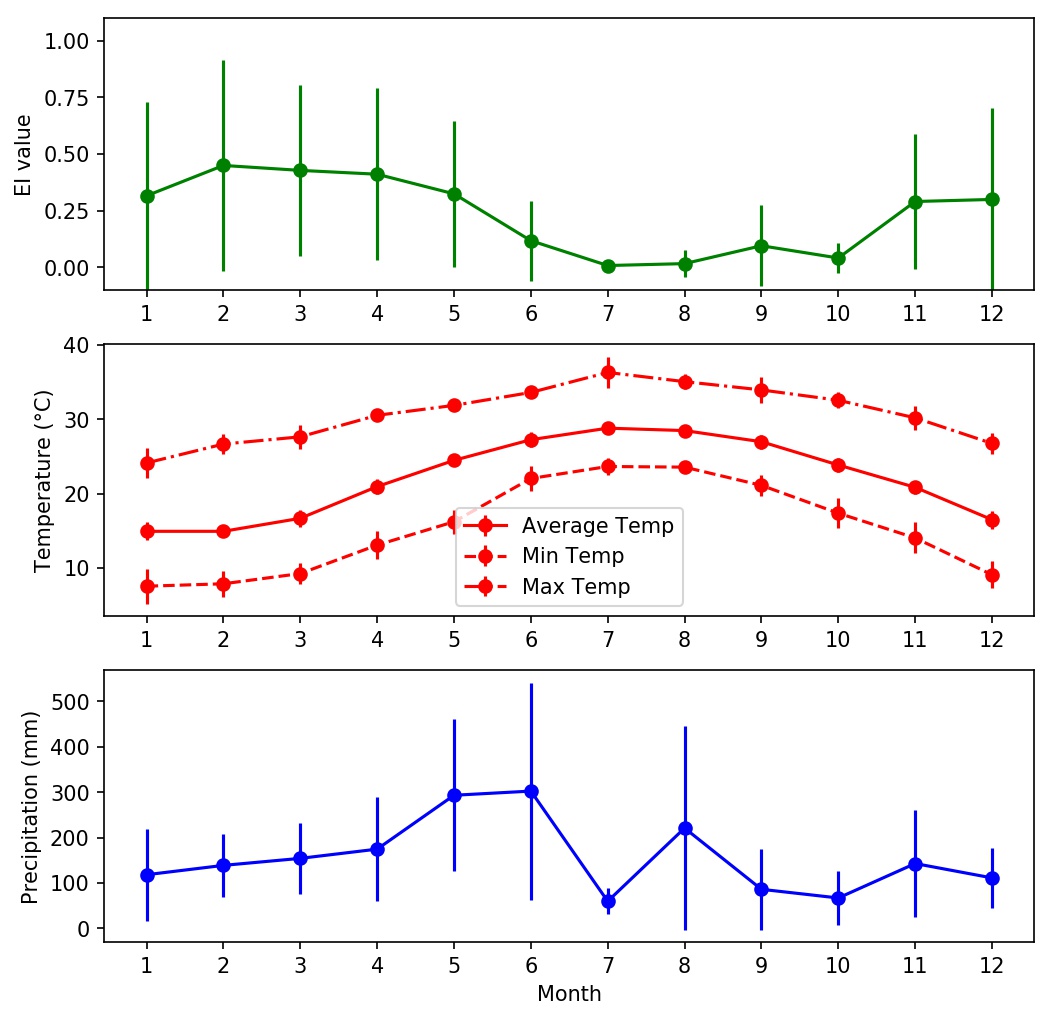 1.00
0.75
0.50
0.25
0.00
EI value
1 2 3 4 5 6 7 8 9 10 11 12
40
30
20
10
Temperature (°C)
Average Temp
Min Temp
Max Temp
1 2 3 4 5 6 7 8 9 10 11 12
500
400
300
200
100
0
Precipitation (mm)
1 2 3 4 5 6 7 8 9 10 11 12
Month